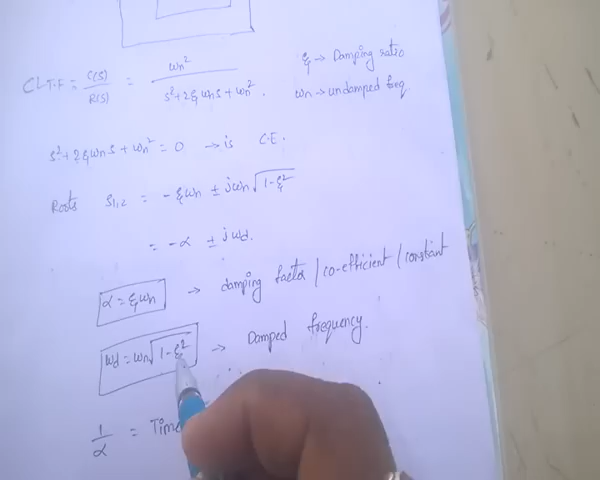 CLT.F = C(S)/R(S) = ωn²/(s²+2ξωns+ωn²).
ξ → Damping ratio
ωn → undamped freq
s²+2ξωns+ωn² = 0 → is C.E.
Roots S1,2 = -ξωn ± jωn√(1-ξ²)
= -α ± jωd.
α = ξωn → damping factor / co-efficient / constant
ωd = ωn√(1-ξ²) → Damped frequency.
1/α = Time